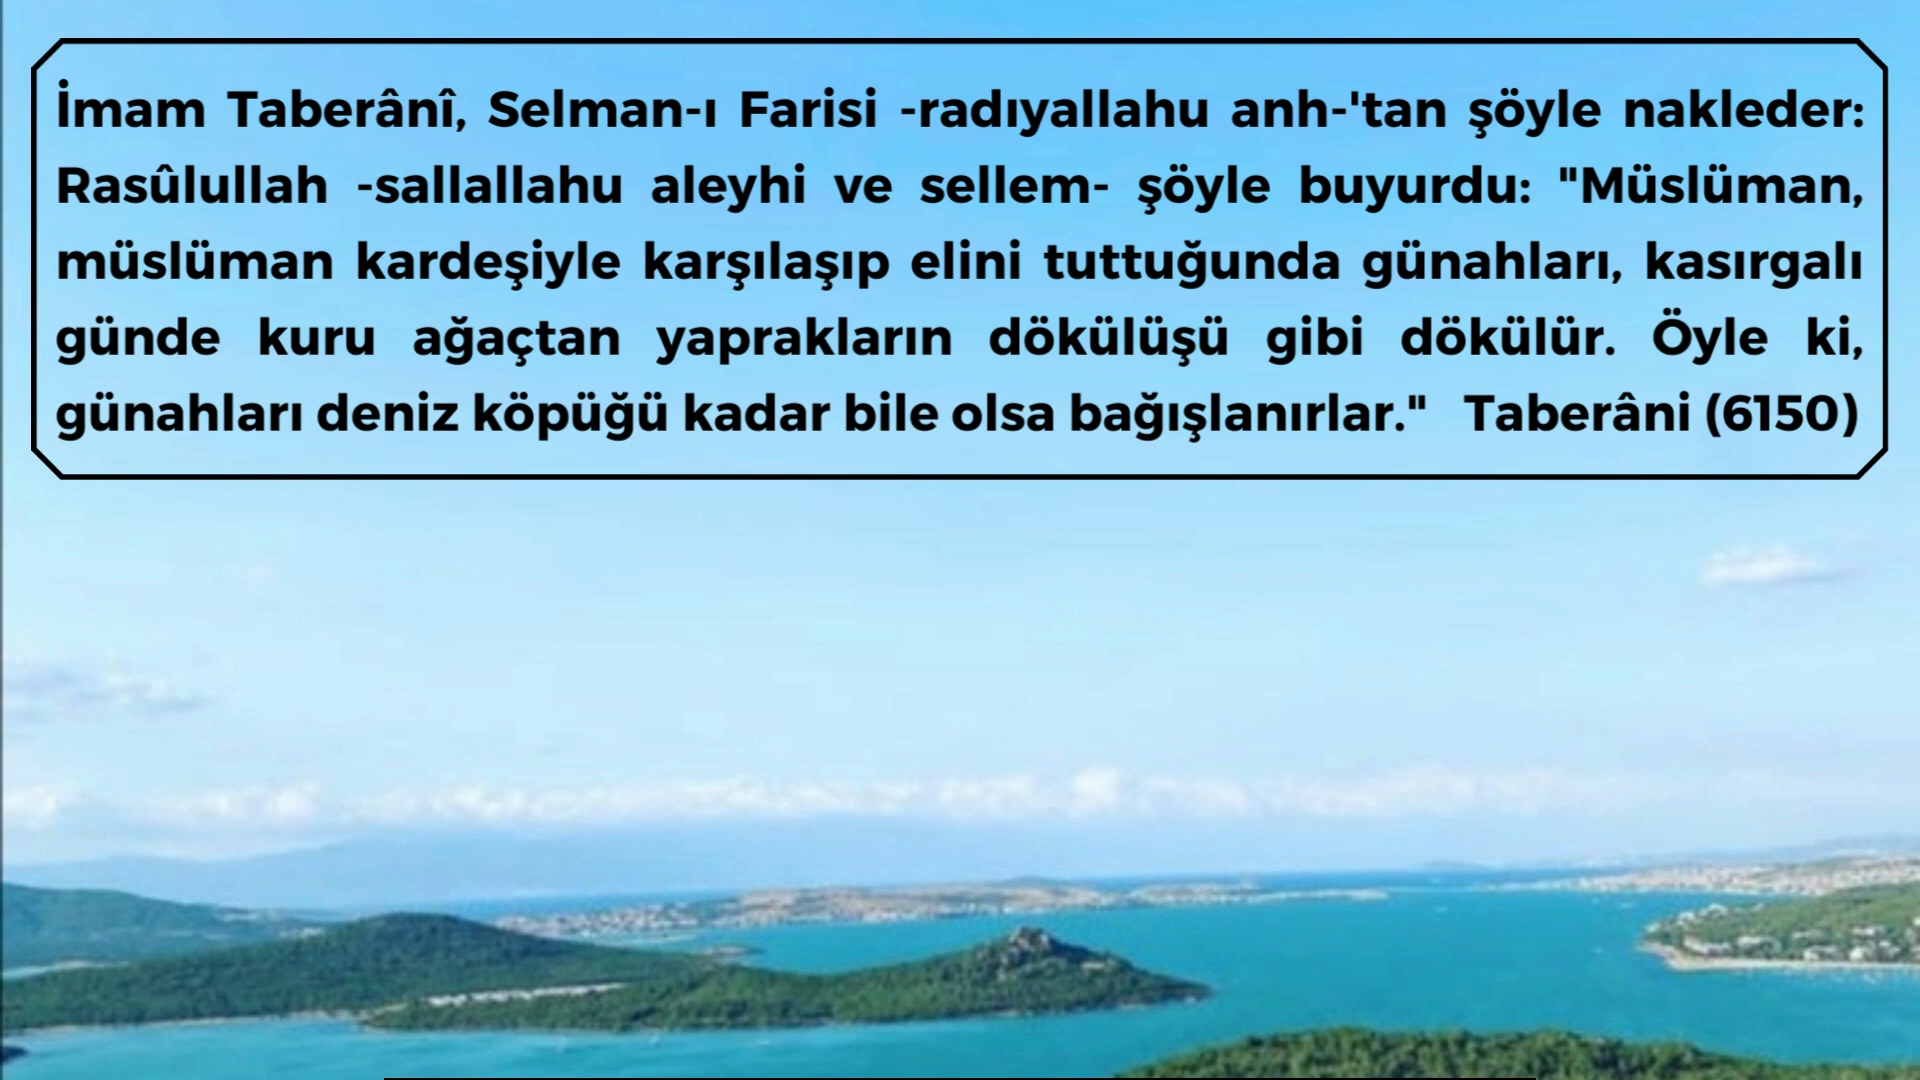 İmam Taberânî, Selman-ı Farisi -radıyallahu anh-'tan şöyle nakleder:
Rasûlullah -sallallahu aleyhi ve sellem- şöyle buyurdu: "Müslüman,
müslüman kardeşiyle karşılaşıp elini tuttuğunda günahları, kasırgalı
günde kuru ağaçtan yaprakların dökülüşü gibi dökülür. Öyle ki,
günahları deniz köpüğü kadar bile olsa bağışlanırlar." Taberâni (6150)